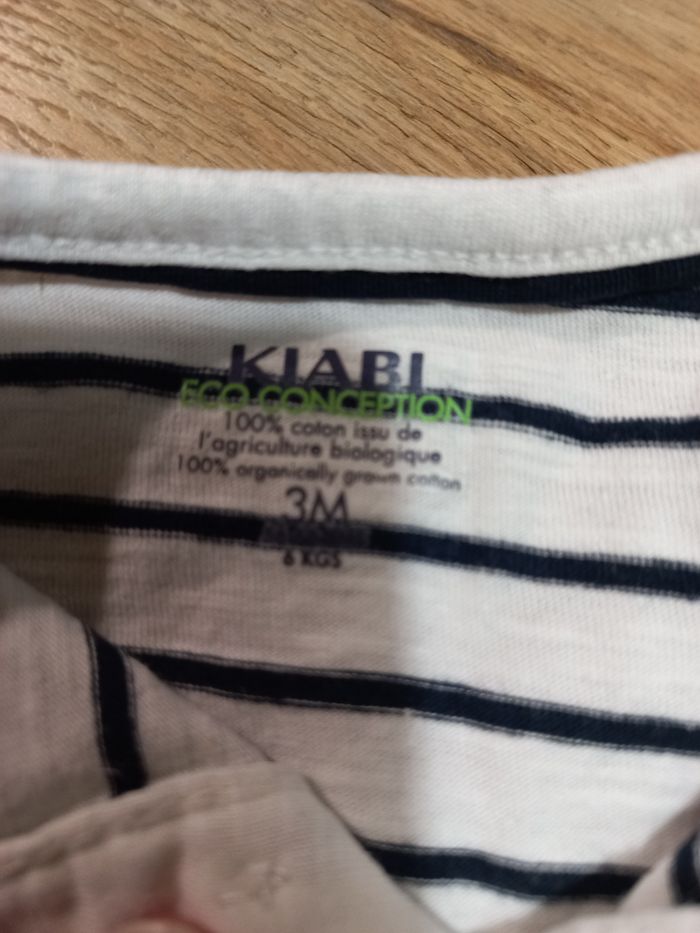 KIABI
ECO CONCEPTION
100% coton issu de
l'agriculture biologique
100% organically grown cotton
3M
6 KGS